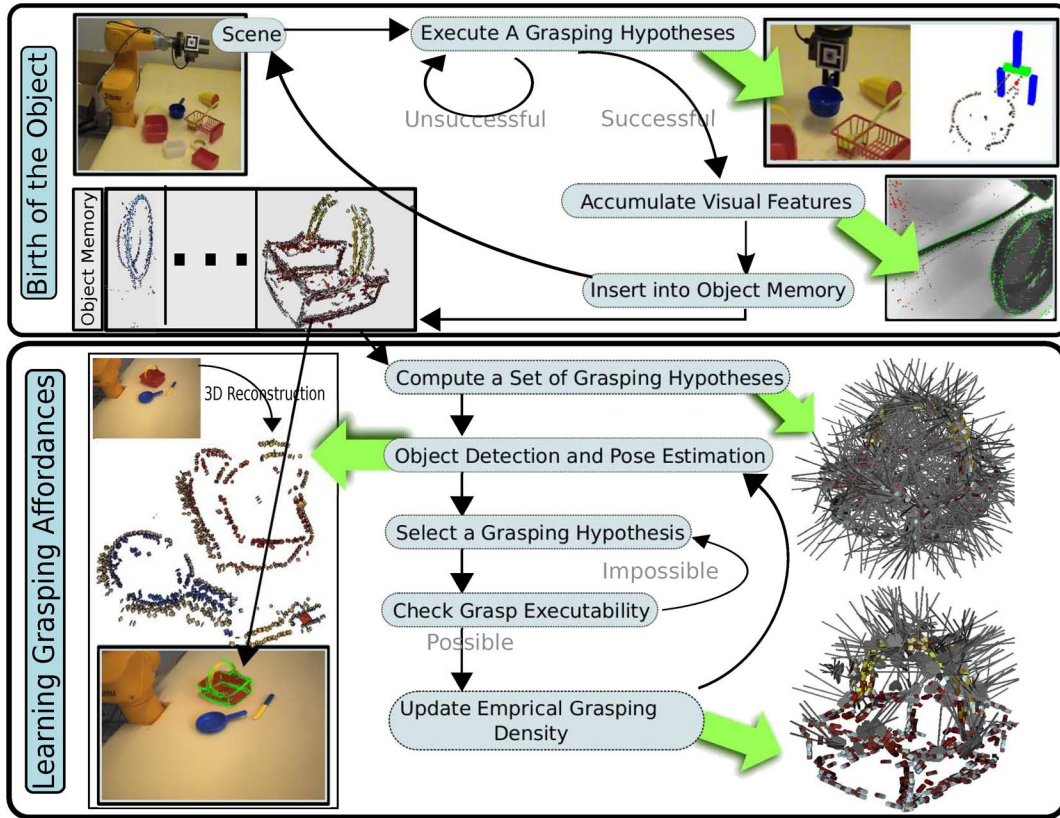 Birth of the Object
Scene
Execute A Grasping Hypotheses
Unsuccessful
Successful
Object Memory
Accumulate Visual Features
Insert into Object Memory
Learning Grasping Affordances
3D Reconstruction
Compute a Set of Grasping Hypotheses
Object Detection and Pose Estimation
Select a Grasping Hypothesis
Impossible
Check Grasp Executability
Possible
Update Emprical Grasping
Density